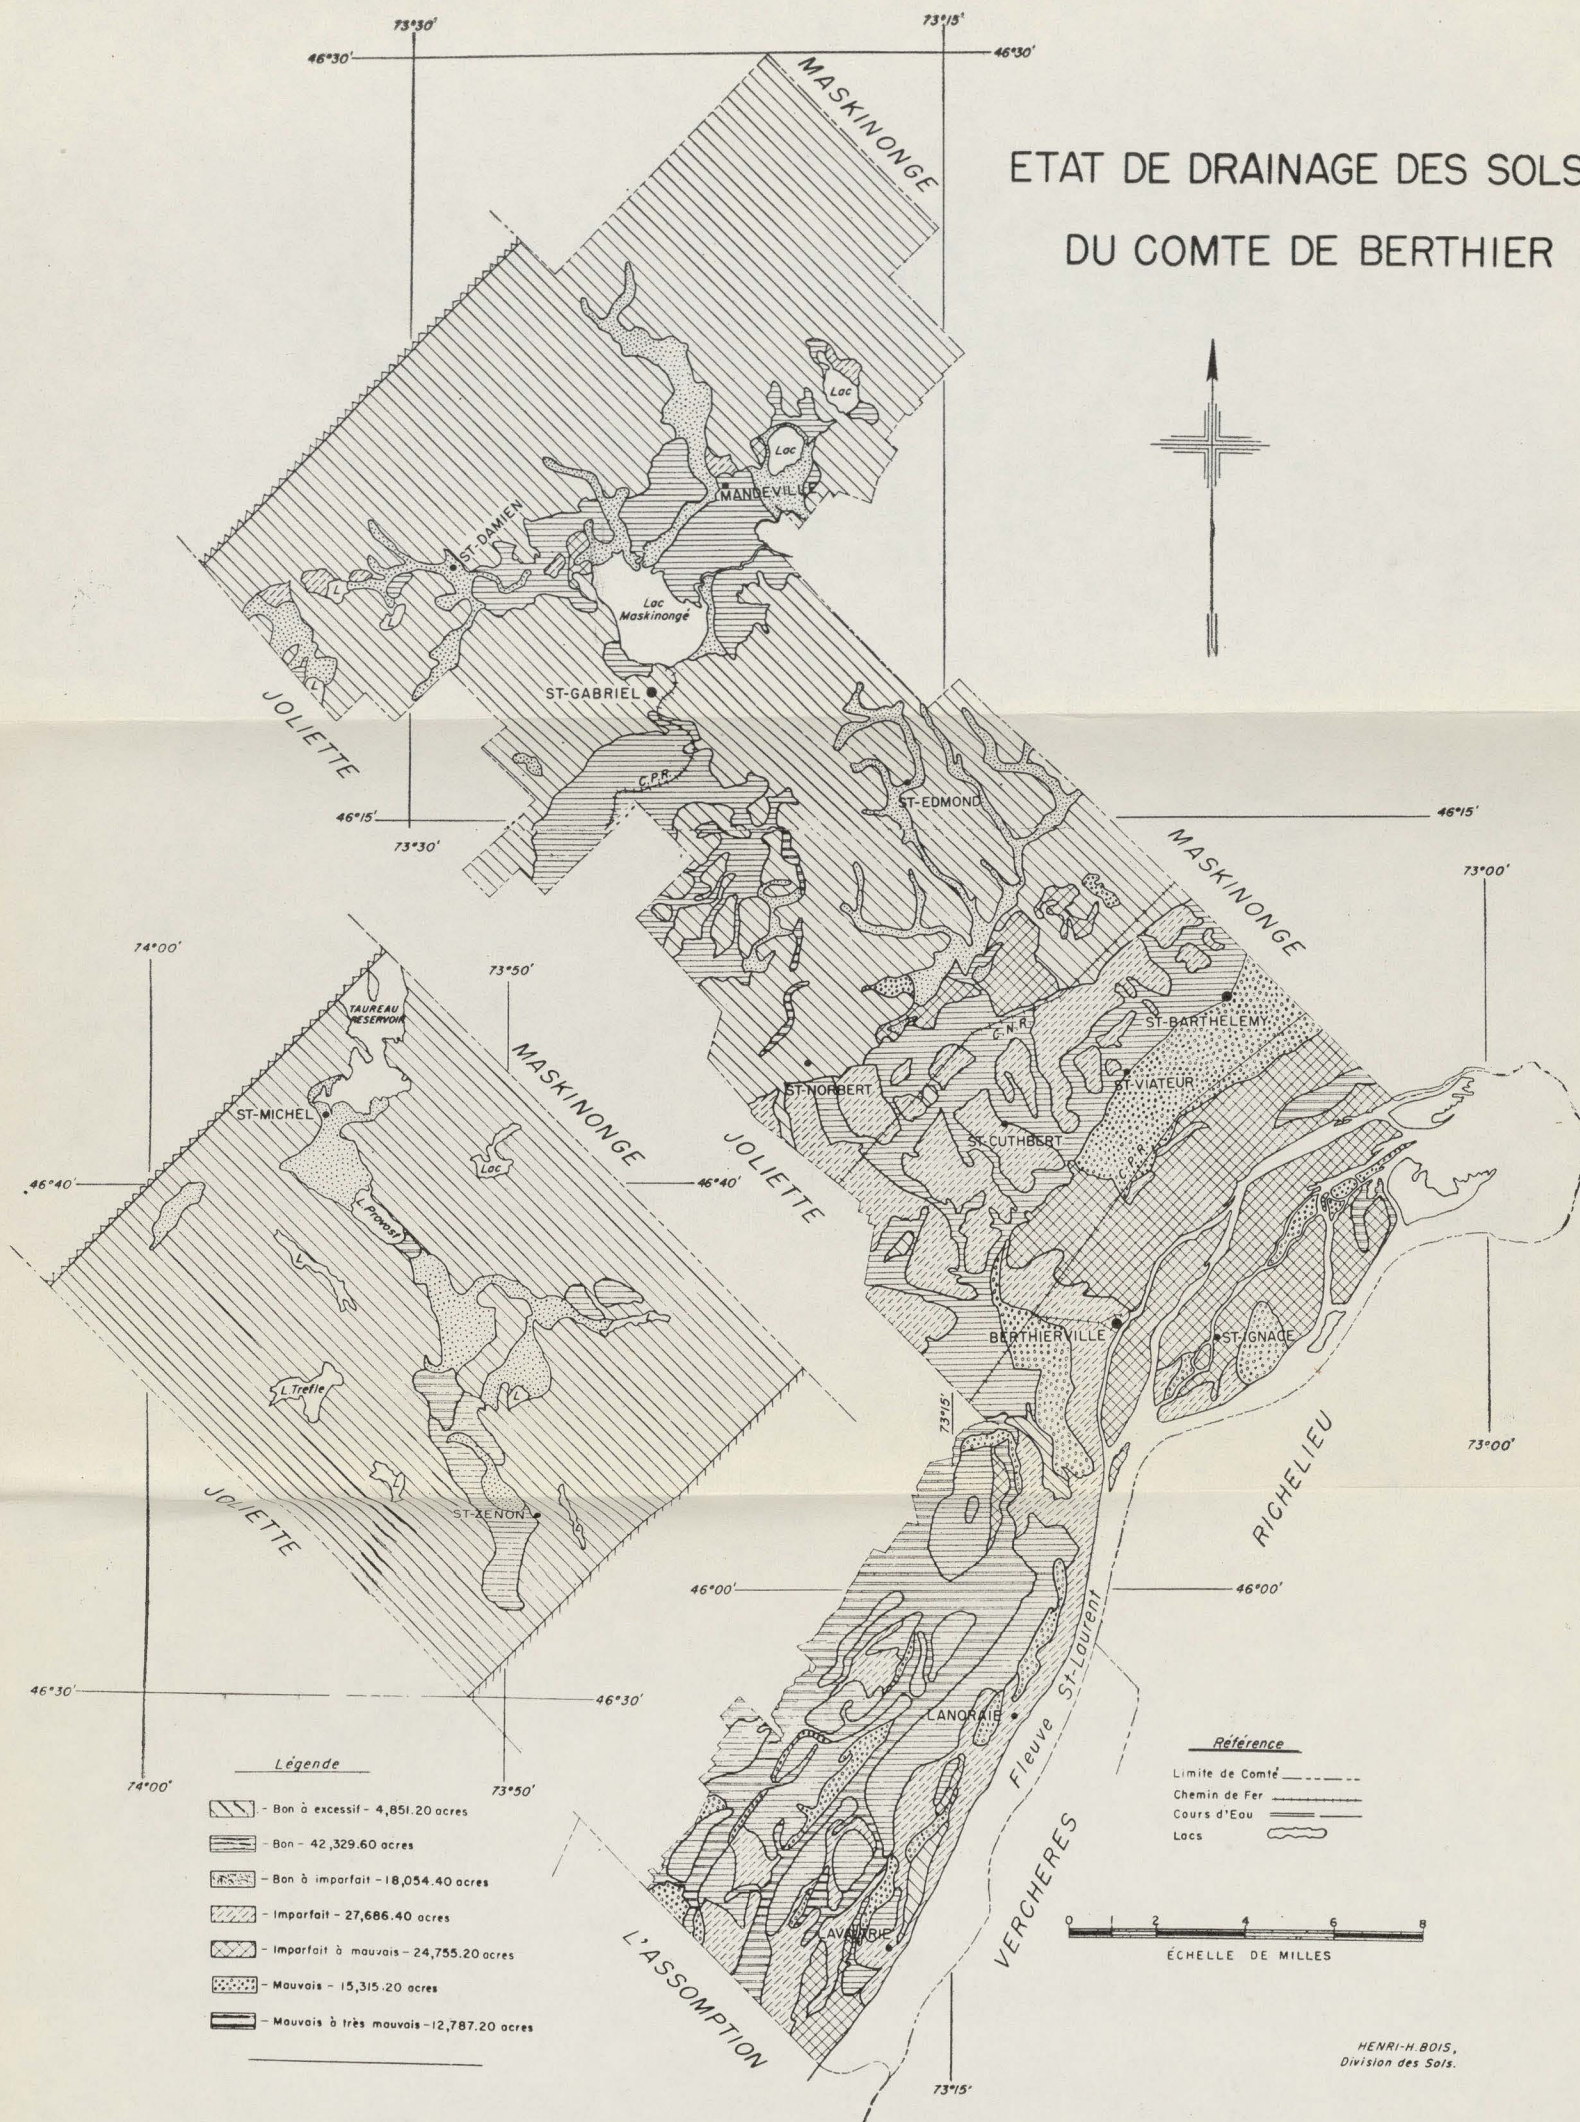 73°30'
73°15'
46°30'
46°30'
MASKINONGE
ETAT DE DRAINAGE DES SOLS
DU COMTE DE BERTHIER
Lac
Lac
MANDEVILLE
ST-DAMIEN
L
Lac
Maskinongé
L
ST-GABRIEL
JOLIETTE
C.P.R.
ST-EDMOND
46°15'
46°15'
73°30'
MASKINONGE
73°00'
74°00'
73°50'
TAUREAU
RESERVOIR
ST-BARTHELEMY
C.N.R.
MASKINONGE
ST-NORBERT
ST-VIATEUR
ST-MICHEL
ST-CUTHBERT
JOLIETTE
Lac
C.P.R.
46°40'
46°40'
L. Provost
L
BERTHIERVILLE
ST-IGNACE
L. Trefle
L
73°15'
RICHELIEU
73°00'
JOLIETTE
ST-ZENON
46°00'
46°00'
Fleuve St-Laurent
46°30'
46°30'
LANORAIE
74°00'
73°50'
Légende
- Bon à excessif - 4,851.20 acres
- Bon - 42,329.60 acres
- Bon à imparfait - 18,054.40 acres
- Imparfait - 27,686.40 acres
- Imparfait à mauvais - 24,755.20 acres
- Mauvais - 15,315.20 acres
- Mauvais à très mauvais - 12,787.20 acres
Référence
Limite de Comté
Chemin de Fer
Cours d'Eau
Lacs
VERCHERES
LAVALTRIE
L'ASSOMPTION
0 1 2 4 6 8
ÉCHELLE DE MILLES
73°15'
HENRI-H. BOIS,
Division des Sols.